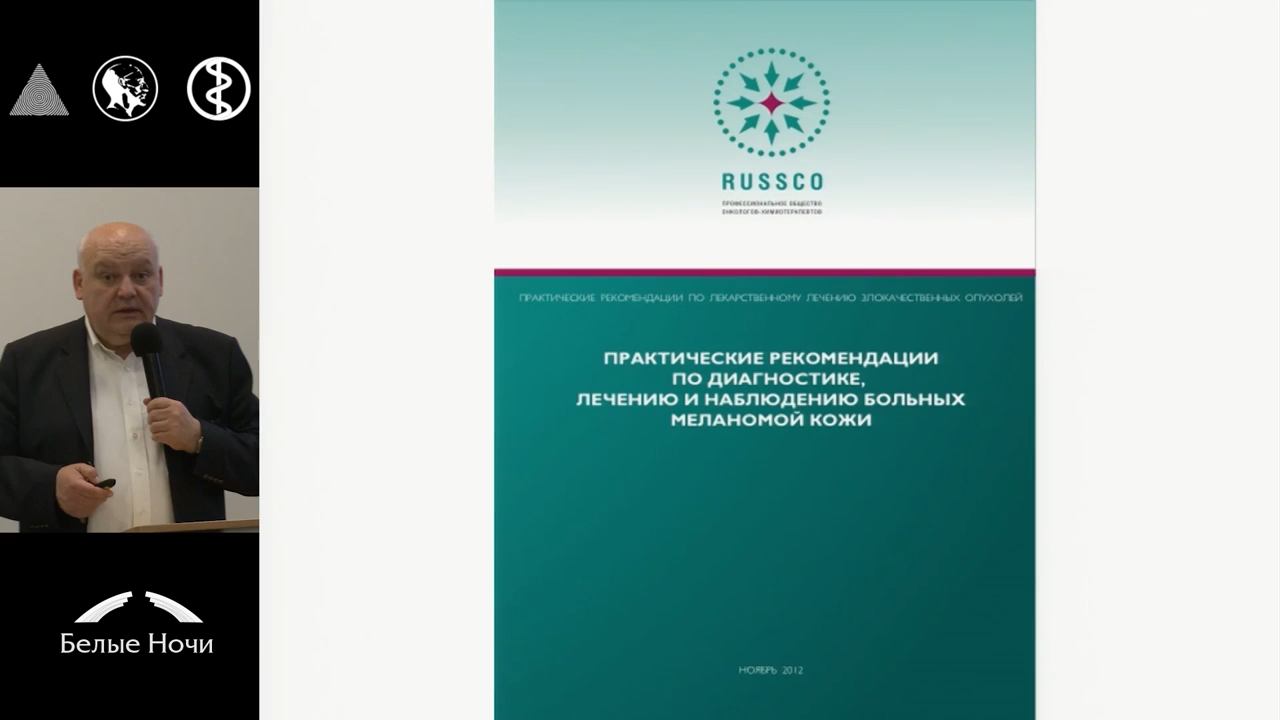 Белые Ночи
RUSSCO
ПРОФЕССИОНАЛЬНОЕ ОБЩЕСТВО
ОНКОЛОГОВ-ХИМИОТЕРАПЕВТОВ
ПРАКТИЧЕСКИЕ РЕКОМЕНДАЦИИ ПО ЛЕКАРСТВЕННОМУ ЛЕЧЕНИЮ ЗЛОКАЧЕСТВЕННЫХ ОПУХОЛЕЙ
ПРАКТИЧЕСКИЕ РЕКОМЕНДАЦИИ
ПО ДИАГНОСТИКЕ,
ЛЕЧЕНИЮ И НАБЛЮДЕНИЮ БОЛЬНЫХ
МЕЛАНОМОЙ КОЖИ
НОЯБРЬ 2012